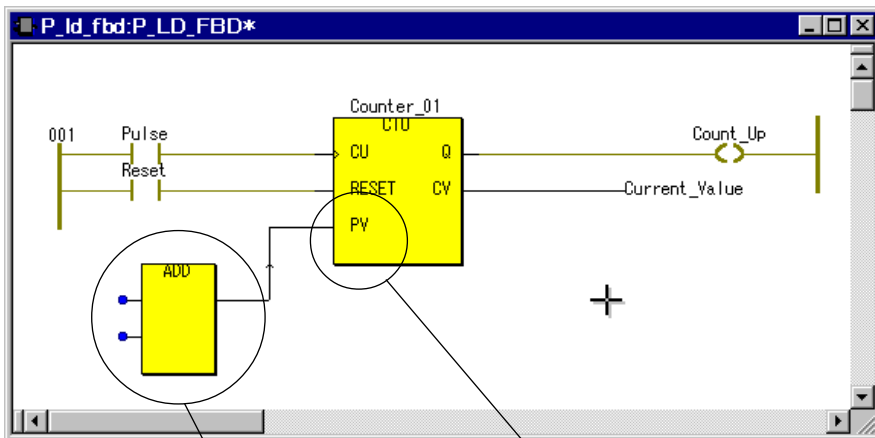 P_ld_fbd:P_LD_FBD*
Counter_01
CTU
001 Pulse CU Q Count_Up
Reset RESET CV Current_Value
PV
ADD